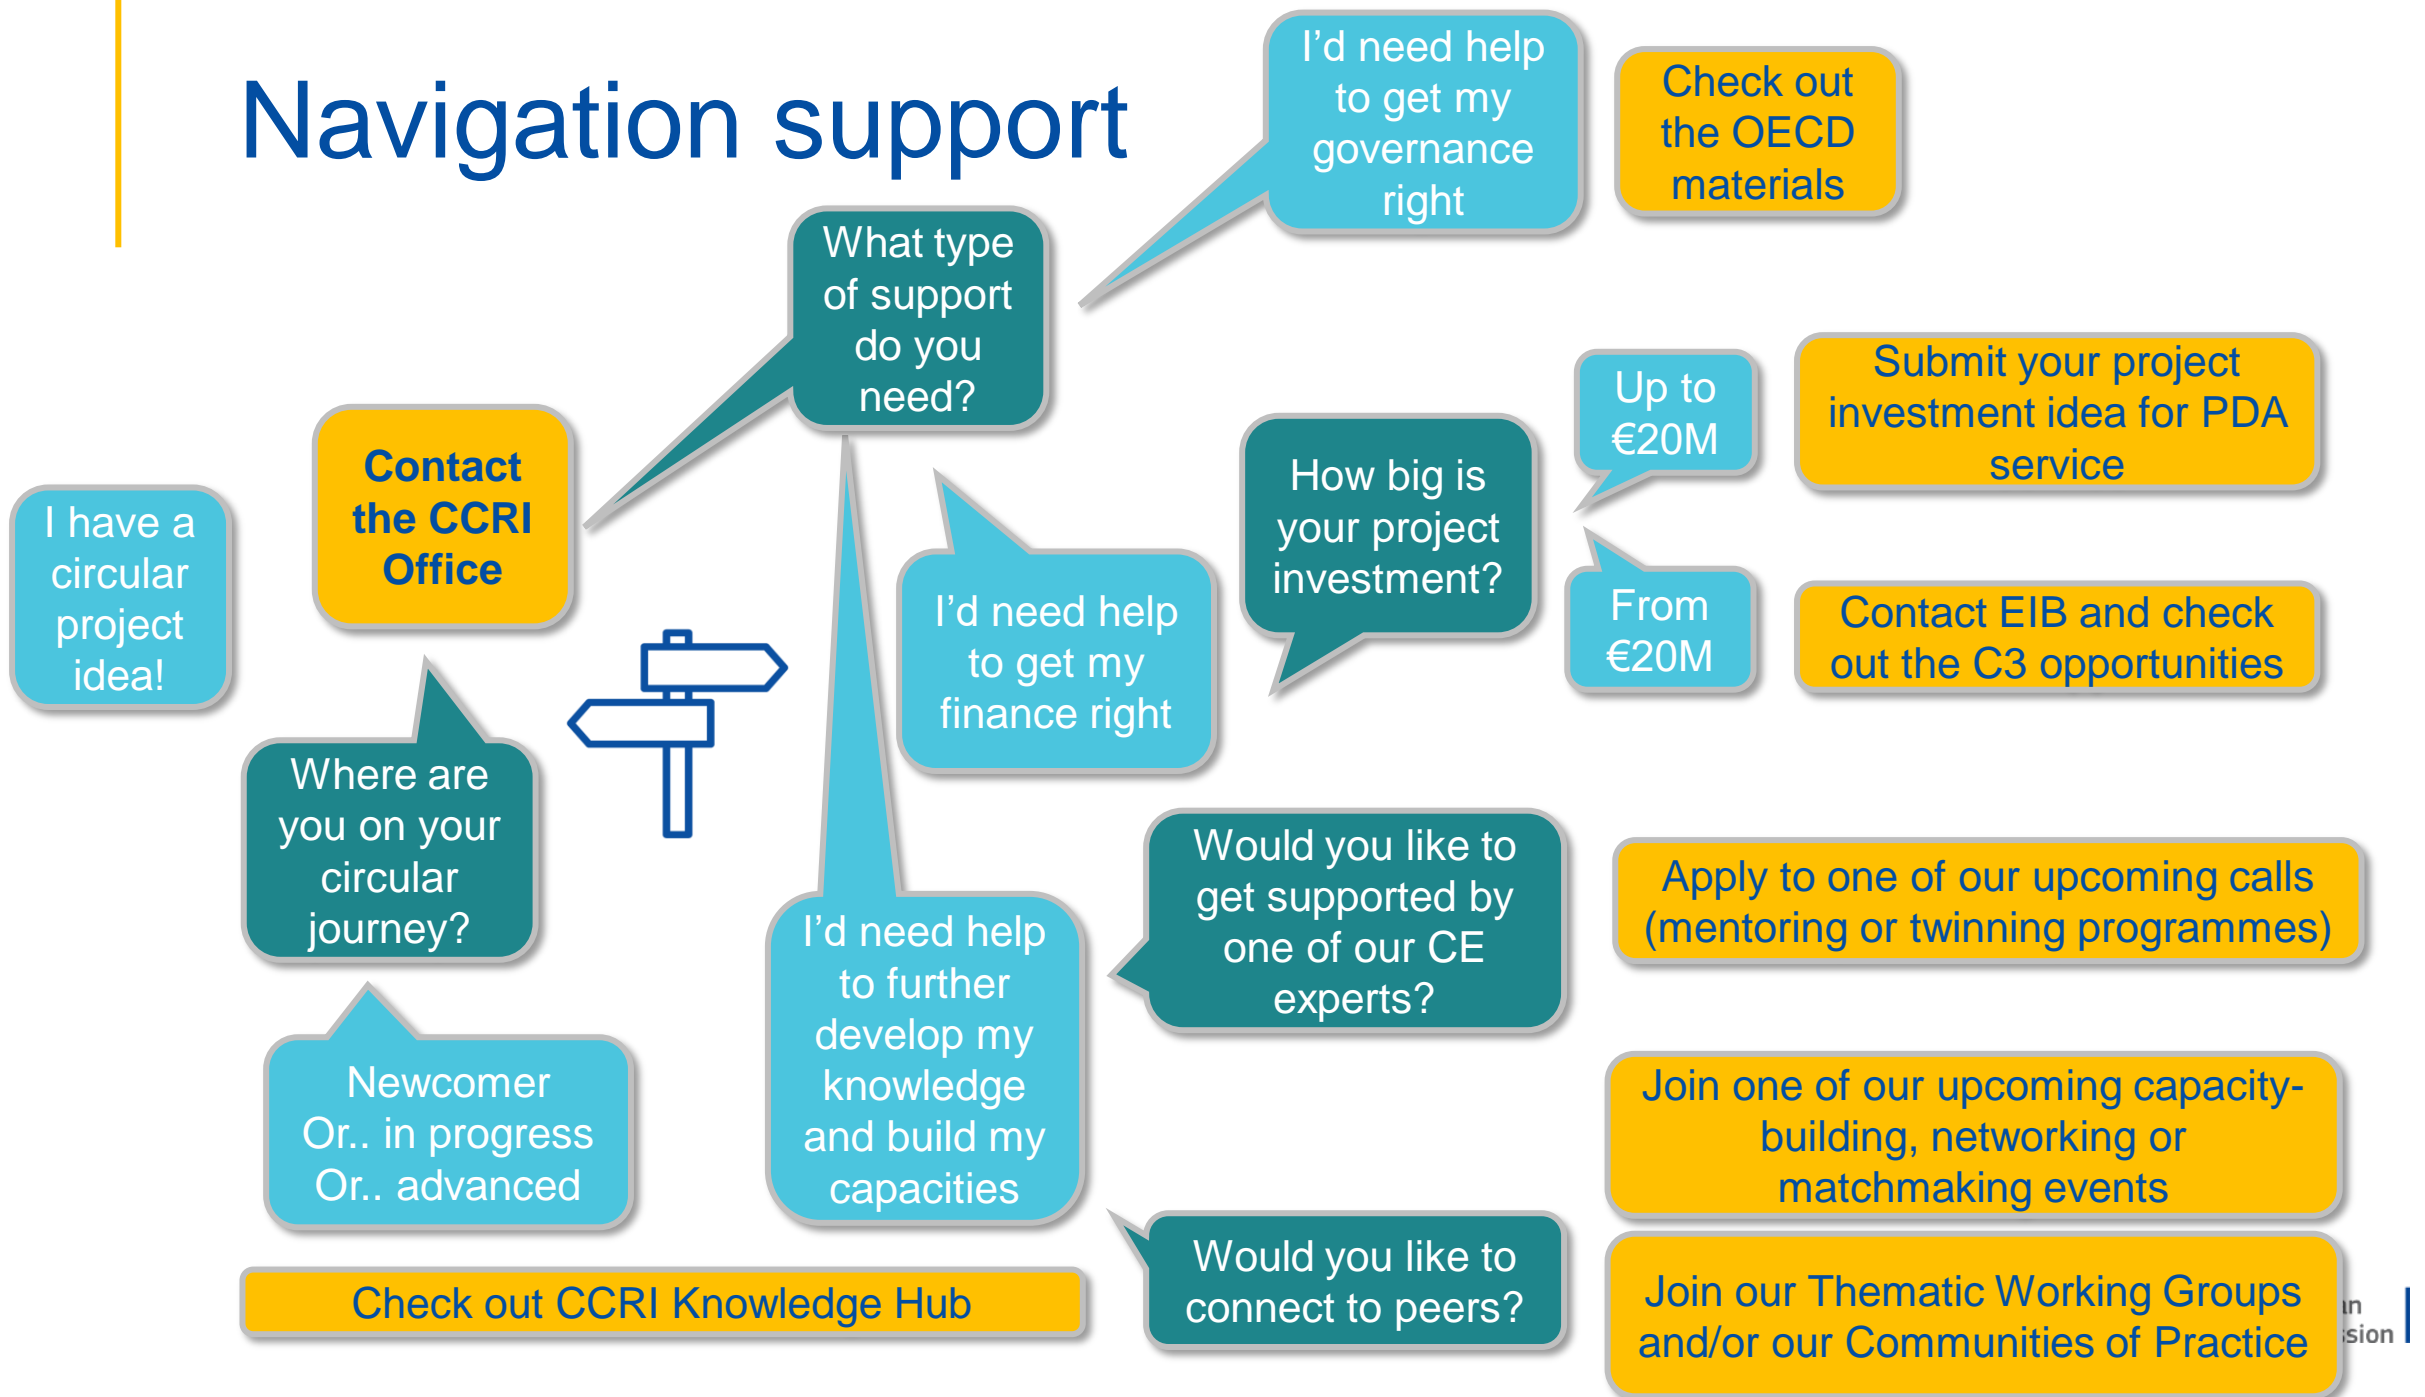 Navigation support
I'd need help
to get my
governance
right
Check out
the OECD
materials
What type
of support
do you
need?
Contact
the CCRI
Office
I have a
circular
project
idea!
Where are
you on your
circular
journey?
Newcomer
Or.. in progress
Or.. advanced
Check out CCRI Knowledge Hub
I'd need help
to get my
finance right
How big is
your project
investment?
Up to
€20M
Submit your project
investment idea for PDA
service
From
€20M
Contact EIB and check
out the C3 opportunities
I'd need help
to further
develop my
knowledge
and build my
capacities
Would you like to
get supported by
one of our CE
experts?
Apply to one of our upcoming calls
(mentoring or twinning programmes)
Join one of our upcoming capacity-
building, networking or
matchmaking events
Would you like to
connect to peers?
Join our Thematic Working Groups
and/or our Communities of Practice